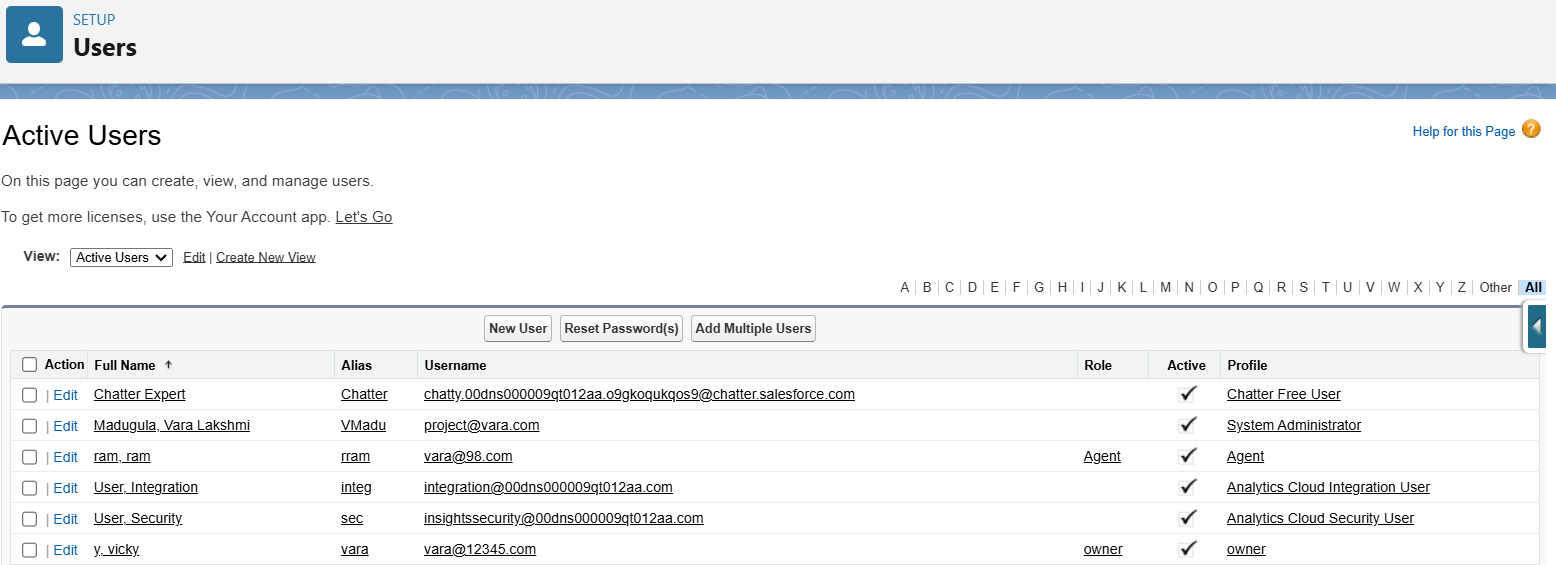 SETUP
Users
Active Users
Help for this Page ?
On this page you can create, view, and manage users.
To get more licenses, use the Your Account app. Let's Go
View: Active Users Edit | Create New View
A | B | C | D | E | F | G | H | I | J | K | L | M | N | O | P | Q | R | S | T | U | V | W | X | Y | Z | Other | All
New User Reset Password(s) Add Multiple Users
Action Full Name ↑ Alias Username Role Active Profile
| Edit Chatter Expert Chatter chatty.00dns000009qt012aa.o9gkoqukqos9@chatter.salesforce.com Chatter Free User
| Edit Madugula, Vara Lakshmi VMadu project@vara.com System Administrator
| Edit ram, ram rram vara@98.com Agent Agent
| Edit User, Integration integ integration@00dns000009qt012aa.com Analytics Cloud Integration User
| Edit User, Security sec insightssecurity@00dns000009qt012aa.com Analytics Cloud Security User
| Edit y, vicky vara vara@12345.com owner owner